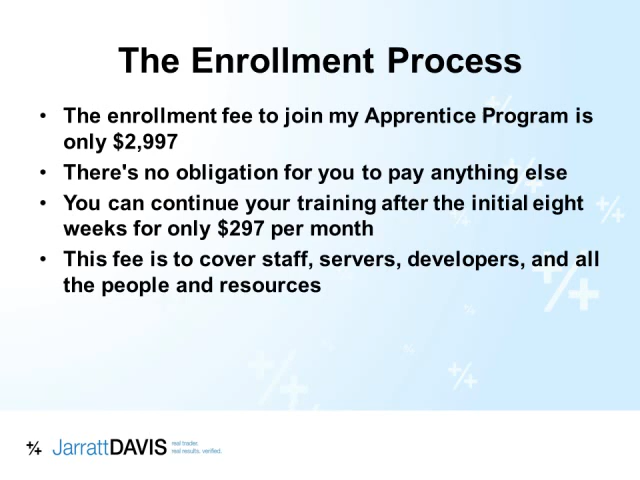 The Enrollment Process
• The enrollment fee to join my Apprentice Program is
only $2,997
• There's no obligation for you to pay anything else
• You can continue your training after the initial eight
weeks for only $297 per month
• This fee is to cover staff, servers, developers, and all
the people and resources
+/+ JarrattDAVIS
real trades.
real results. verified.